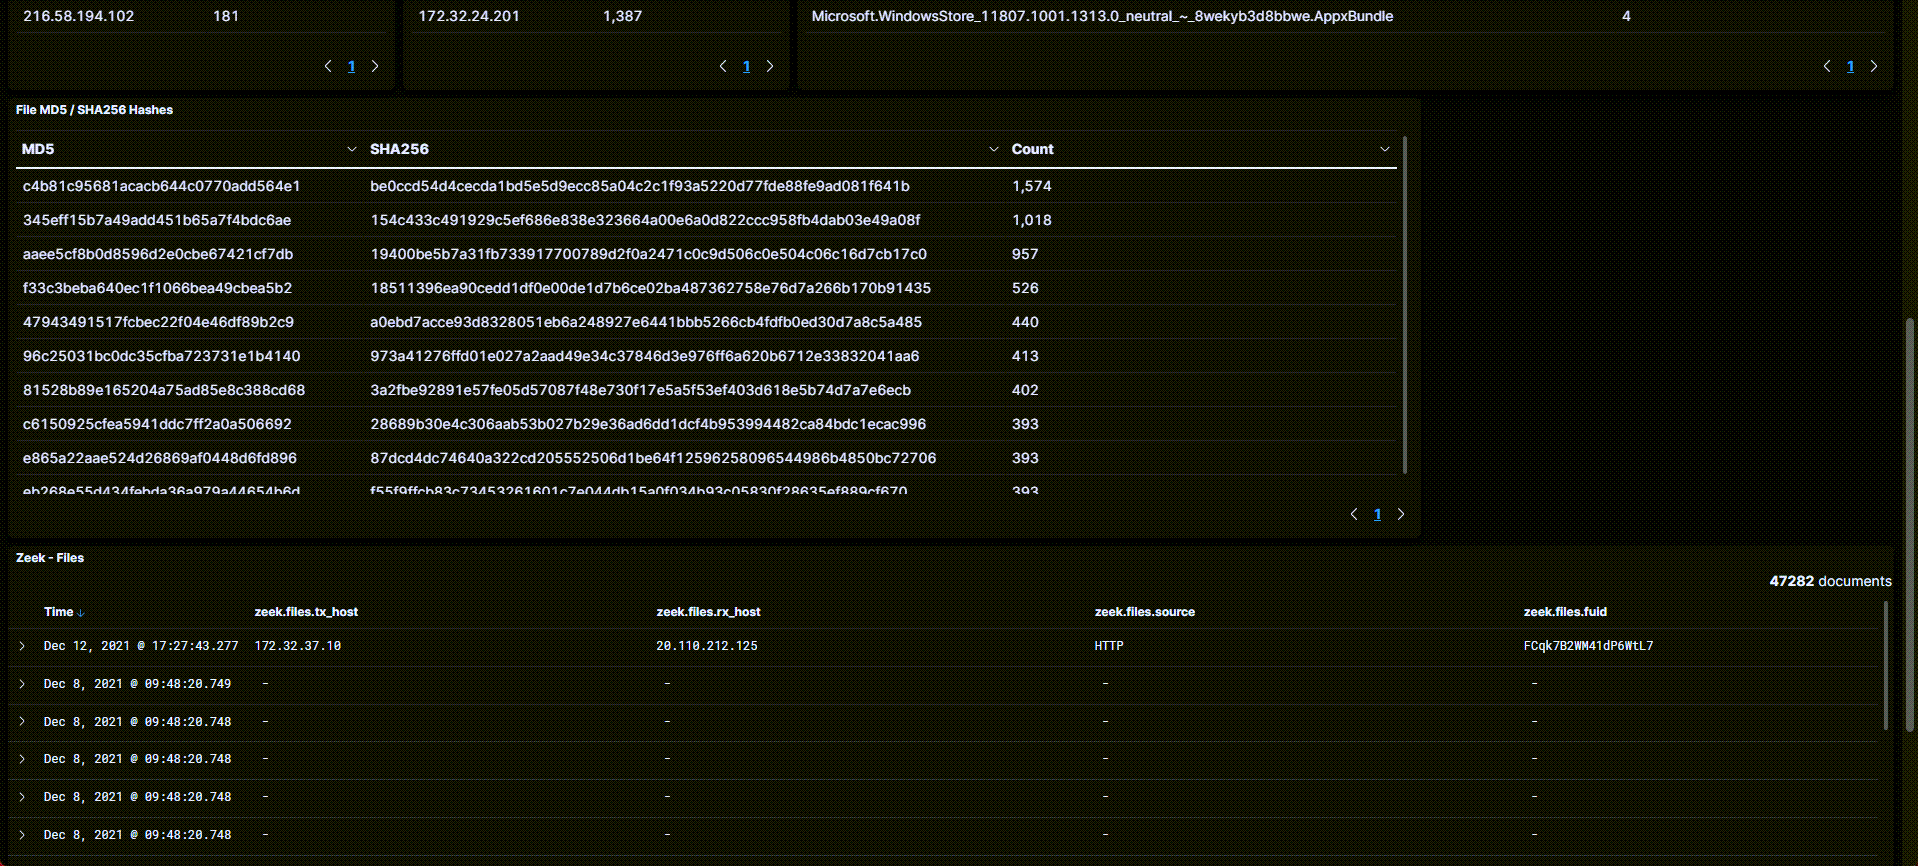 216.58.194.102 181 172.32.24.201 1,387 Microsoft.WindowsStore_11807.1001.1313.0_neutral_~_8wekyb3d8bbwe.AppxBundle 4
1 1 1
File MD5 / SHA256 Hashes
MD5 SHA256 Count
c4b81c95681acacb644c0770add564e1 be0ccd54d4cecda1bd5e5d9ecc85a04c2c1f93a5220d77fde88fe9ad081f641b 1,574
345eff15b7a49add451b65a7f4bdc6ae 154c433c491929c5ef686e838e323664a00e6a0d822ccc958fb4dab03e49a08f 1,018
aaee5cf8b0d8596d2e0cbe67421cf7db 19400be5b7a31fb733917700789d2f0a2471c0c9d506c0e504c06c16d7cb17c0 957
f33c3beba640ec1f1066bea49cbea5b2 18511396ea90cedd1df0e00de1d7b6ce02ba487362758e76d7a266b170b91435 526
47943491517fcbec22f04e46df89b2c9 a0ebd7acce93d8328051eb6a248927e6441bbb5266cb4fdfb0ed30d7a8c5a485 440
96c25031bc0dc35cfba723731e1b4140 973a41276ffd01e027a2aad49e34c37846d3e976ff6a620b6712e33832041aa6 413
81528b89e165204a75ad85e8c388cd68 3a2fbe92891e57fe05d57087f48e730f17e5a5f53ef403d618e5b74d7a7e6ecb 402
c6150925cfea5941ddc7ff2a0a506692 28689b30e4c306aab53b027b29e36ad6dd1dcf4b953994482ca84bdc1ecac996 393
e865a22aae524d26869af0448d6fd896 87dcd4dc74640a322cd205552506d1be64f12596258096544986b4850bc72706 393
eb268e55d434febda36a979a44654b6d f55f9ffcb83c73453261601c7e044db15a0f034b93c05830f28635ef889cf670 393
1
Zeek - Files
47282 documents
Time zeek.files.tx_host zeek.files.rx_host zeek.files.source zeek.files.fuid
Dec 12, 2021 @ 17:27:43.277 172.32.37.10 20.110.212.125 HTTP FCqk7B2WM41dP6WtL7
Dec 8, 2021 @ 09:48:20.749 - - - -
Dec 8, 2021 @ 09:48:20.748 - - - -
Dec 8, 2021 @ 09:48:20.748 - - - -
Dec 8, 2021 @ 09:48:20.748 - - - -
Dec 8, 2021 @ 09:48:20.748 - - - -